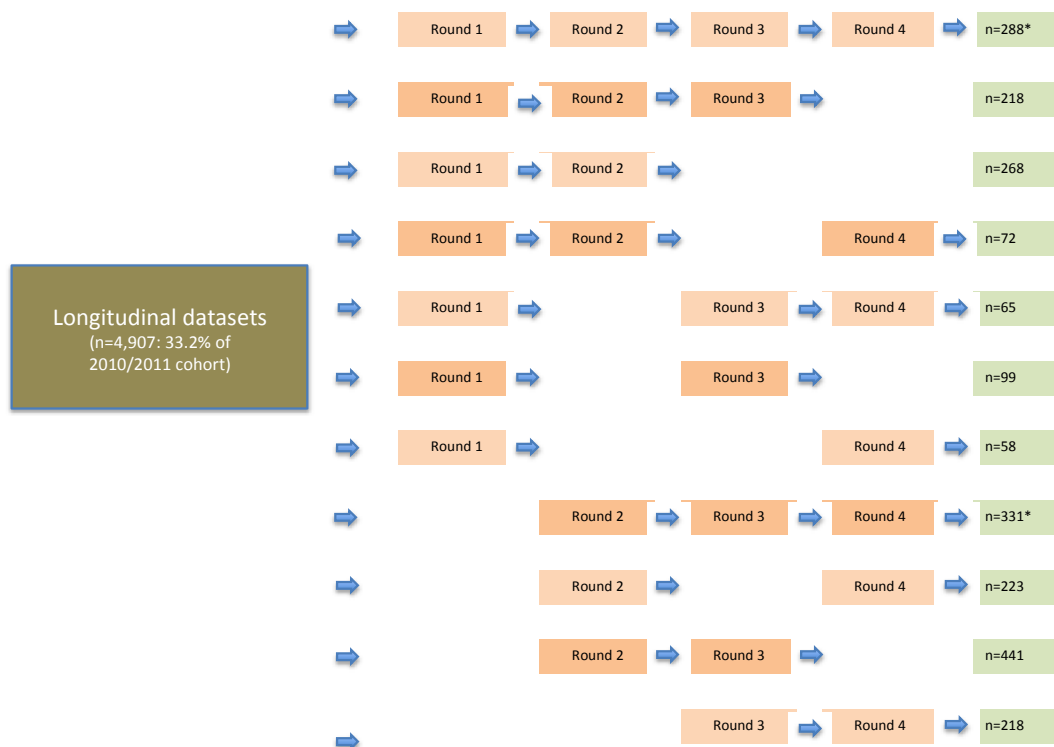 Round 1 Round 2 Round 3 Round 4 n=288*
Round 1 Round 2 Round 3 n=218
Round 1 Round 2 n=268
Round 1 Round 2 Round 4 n=72
Longitudinal datasets
(n=4,907: 33.2% of
2010/2011 cohort)
Round 1 Round 3 Round 4 n=65
Round 1 Round 3 n=99
Round 1 Round 4 n=58
Round 2 Round 3 Round 4 n=331*
Round 2 Round 4 n=223
Round 2 Round 3 n=441
Round 3 Round 4 n=218